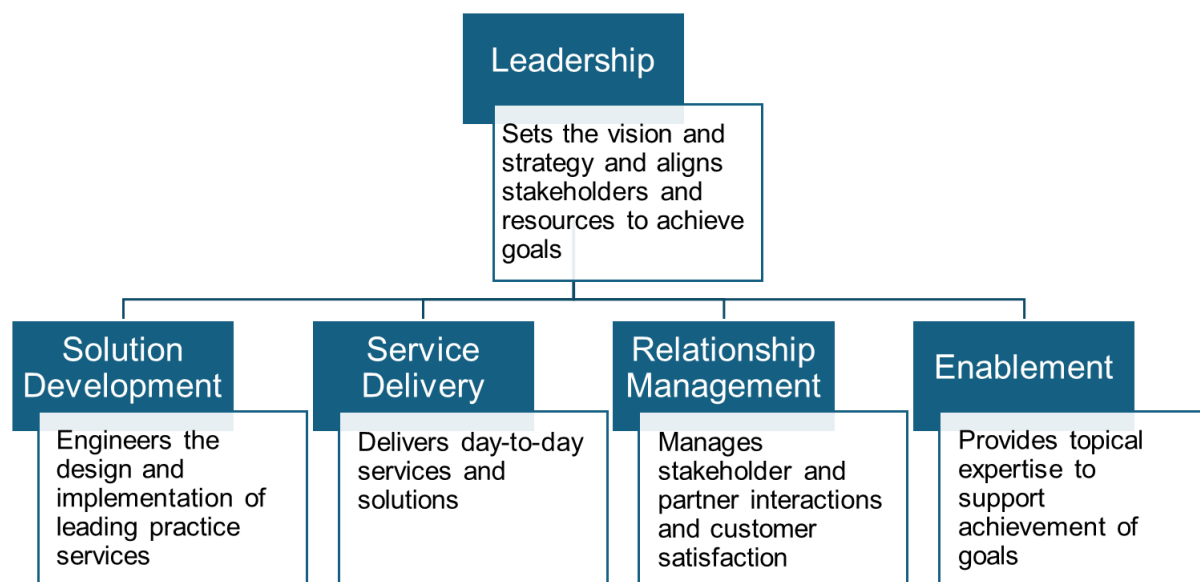 Leadership
Sets the vision and
strategy and aligns
stakeholders and
resources to achieve
goals
Solution
Development
Engineers the
design and
implementation of
leading practice
services
Service
Delivery
Delivers day-to-day
services and
solutions
Relationship
Management
Manages
stakeholder and
partner interactions
and customer
satisfaction
Enablement
Provides topical
expertise to
support
achievement of
goals